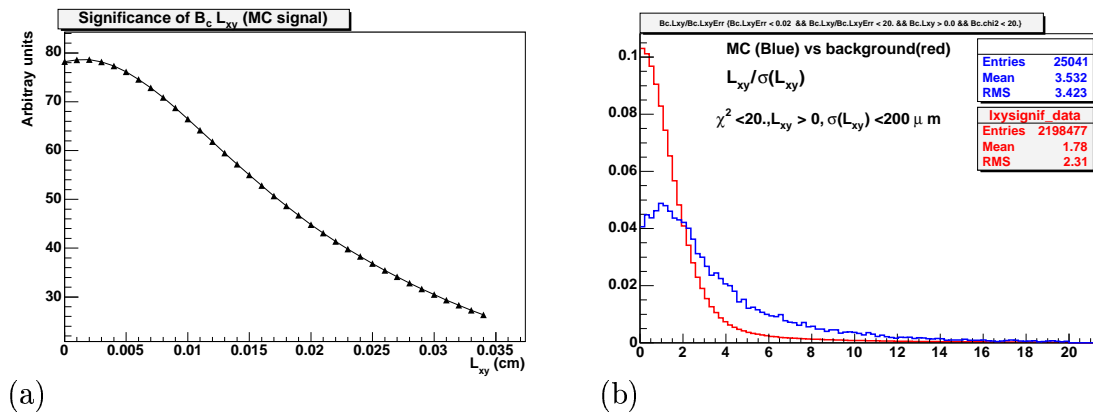 Significance of B_c L_xy (MC signal)
Arbitray units
80
70
60
50
40
30
0 0.005 0.01 0.015 0.02 0.025 0.03 0.035
L_xy (cm)
(a)
Bc.Lxy/Bc.LxyErr {Bc.LxyErr < 0.02 && Bc.Lxy/Bc.LxyErr < 20. && Bc.Lxy > 0.0 && Bc.chi2 < 20.}
MC (Blue) vs background(red)
L_xy/σ(L_xy)
χ² <20.,L_xy > 0, σ(L_xy) <200 μ m
Entries 25041
Mean 3.532
RMS 3.423
lxysignif_data
Entries 2198477
Mean 1.78
RMS 2.31
0.1
0.08
0.06
0.04
0.02
0
0 2 4 6 8 10 12 14 16 18 20
(b)